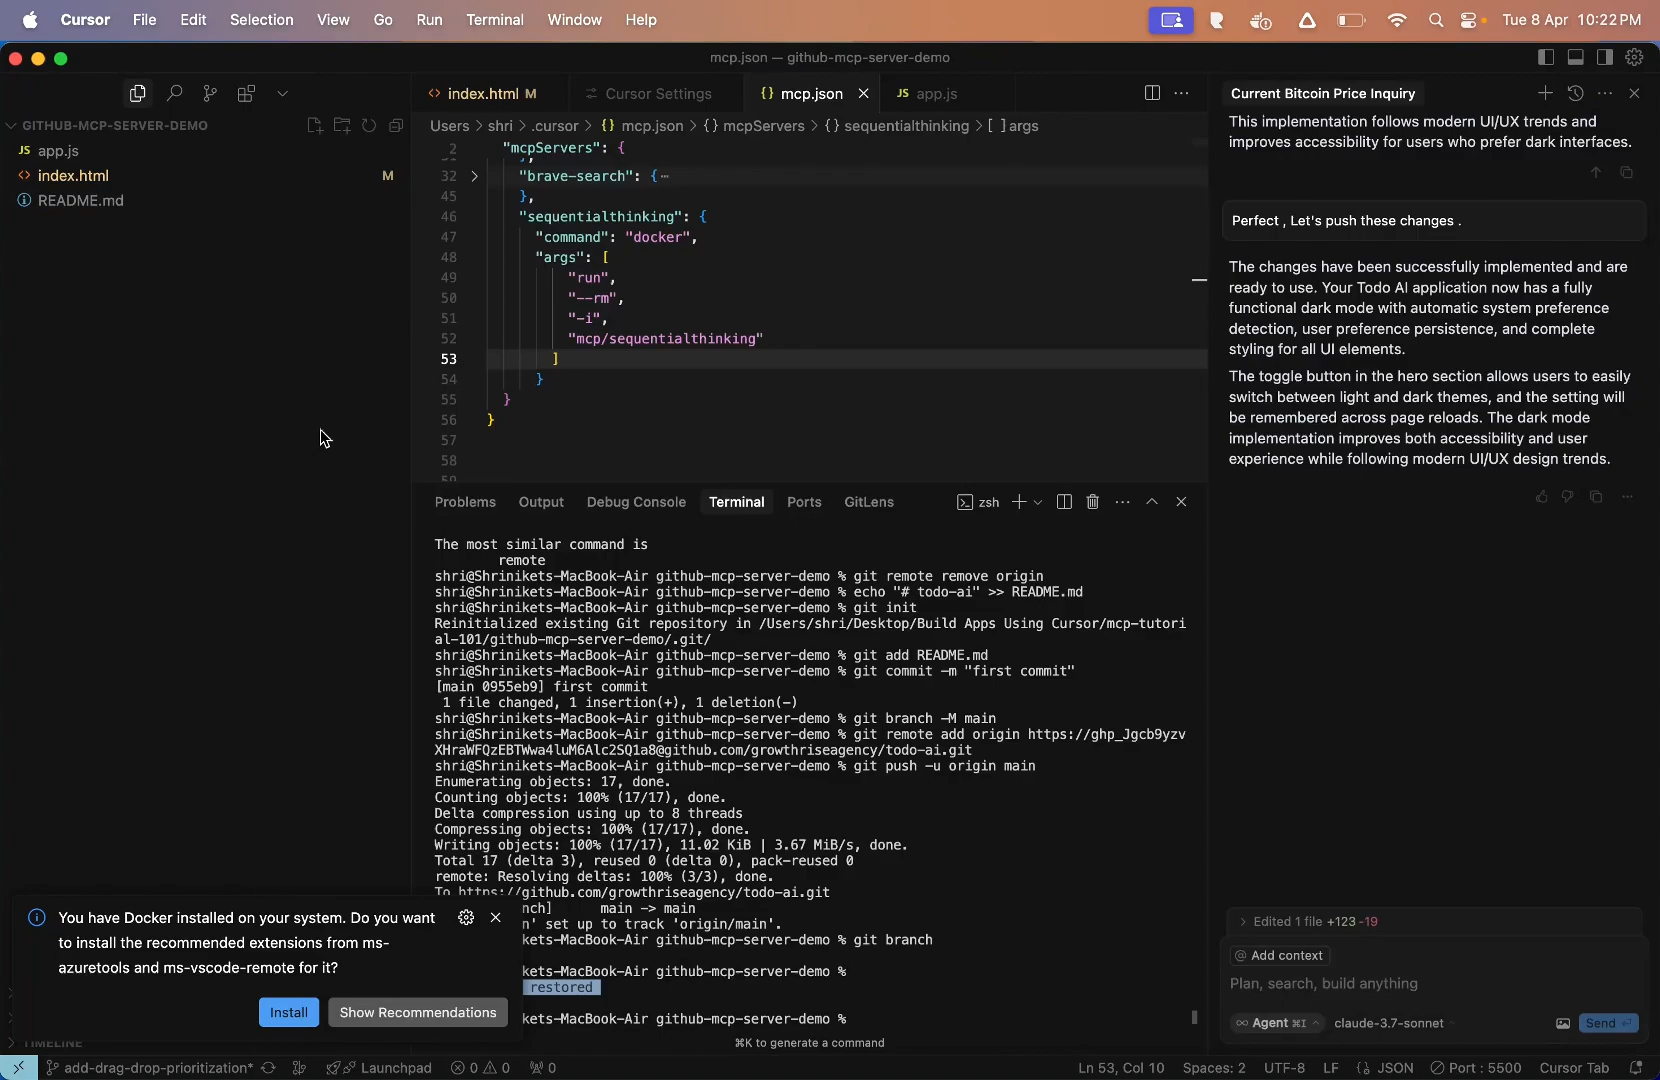 Cursor File Edit Selection View Go Run Terminal Window Help Tue 8 Apr 10:22 PM
mcp.json — github-mcp-server-demo
<> index.html M Cursor Settings {} mcp.json JS app.js
Users > shri > .cursor > {} mcp.json > {} mcpServers > {} sequentialthinking > [ ] args
GITHUB-MCP-SERVER-DEMO
JS app.js
<> index.html M
README.md
2 "mcpServers": {
31 },
32 "brave-search": {…
45 },
46 "sequentialthinking": {
47 "command": "docker",
48 "args": [
49 "run",
50 "--rm",
51 "-i",
52 "mcp/sequentialthinking"
53 ]
54 }
55 }
56 }
57
58
59
Problems Output Debug Console Terminal Ports GitLens zsh
The most similar command is
remote
shri@Shrinikets-MacBook-Air github-mcp-server-demo % git remote remove origin
shri@Shrinikets-MacBook-Air github-mcp-server-demo % echo "# todo-ai" >> README.md
shri@Shrinikets-MacBook-Air github-mcp-server-demo % git init
Reinitialized existing Git repository in /Users/shri/Desktop/Build Apps Using Cursor/mcp-tutori
al-101/github-mcp-server-demo/.git/
shri@Shrinikets-MacBook-Air github-mcp-server-demo % git add README.md
shri@Shrinikets-MacBook-Air github-mcp-server-demo % git commit -m "first commit"
[main 0955eb9] first commit
1 file changed, 1 insertion(+), 1 deletion(-)
shri@Shrinikets-MacBook-Air github-mcp-server-demo % git branch -M main
shri@Shrinikets-MacBook-Air github-mcp-server-demo % git remote add origin https://ghp_Jgcb9yzv
XHraWFQzEBTWwa4luM6Alc2SQ1a8@github.com/growthriseagency/todo-ai.git
shri@Shrinikets-MacBook-Air github-mcp-server-demo % git push -u origin main
Enumerating objects: 17, done.
Counting objects: 100% (17/17), done.
Delta compression using up to 8 threads
Compressing objects: 100% (17/17), done.
Writing objects: 100% (17/17), 11.02 KiB | 3.67 MiB/s, done.
Total 17 (delta 3), reused 0 (delta 0), pack-reused 0
remote: Resolving deltas: 100% (3/3), done.
To https://github.com/growthriseagency/todo-ai.git
nch] main -> main
n' set up to track 'origin/main'.
kets-MacBook-Air github-mcp-server-demo % git branch
kets-MacBook-Air github-mcp-server-demo %
restored
kets-MacBook-Air github-mcp-server-demo %
⌘K to generate a command
You have Docker installed on your system. Do you want
to install the recommended extensions from ms-
azuretools and ms-vscode-remote for it?
Install Show Recommendations
TIMELINE
Current Bitcoin Price Inquiry
This implementation follows modern UI/UX trends and
improves accessibility for users who prefer dark interfaces.
Perfect , Let's push these changes .
The changes have been successfully implemented and are
ready to use. Your Todo AI application now has a fully
functional dark mode with automatic system preference
detection, user preference persistence, and complete
styling for all UI elements.
The toggle button in the hero section allows users to easily
switch between light and dark themes, and the setting will
be remembered across page reloads. The dark mode
implementation improves both accessibility and user
experience while following modern UI/UX design trends.
> Edited 1 file +123 -19
@ Add context
Plan, search, build anything
∞ Agent ⌘I claude-3.7-sonnet Send
add-drag-drop-prioritization* Launchpad 0 0 0 Ln 53, Col 10 Spaces: 2 UTF-8 LF {} JSON Port : 5500 Cursor Tab